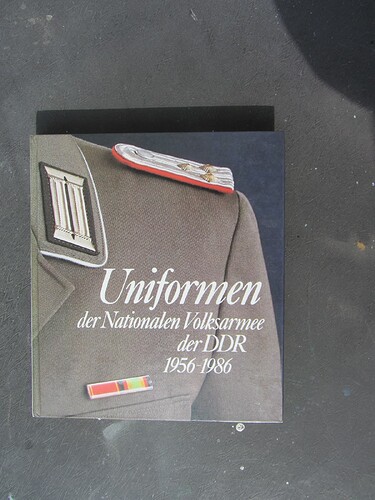 Uniformen
der Nationalen Volksarmee
der DDR
1956-1986